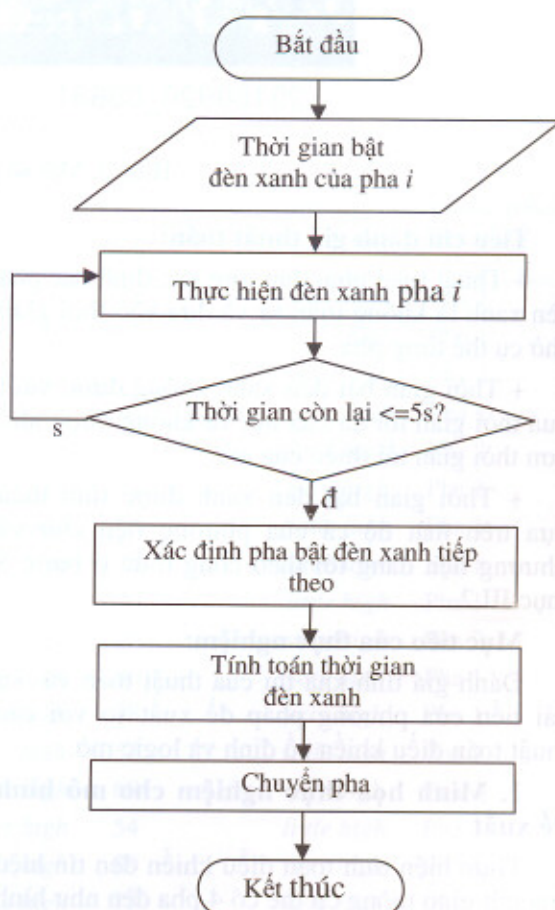 Bắt đầu
Thời gian bật
đèn xanh của pha i
Thực hiện đèn xanh pha i
Thời gian còn lại <=5s?
s
đ
Xác định pha bật đèn xanh tiếp
theo
Tính toán thời gian
đèn xanh
Chuyển pha
Kết thúc